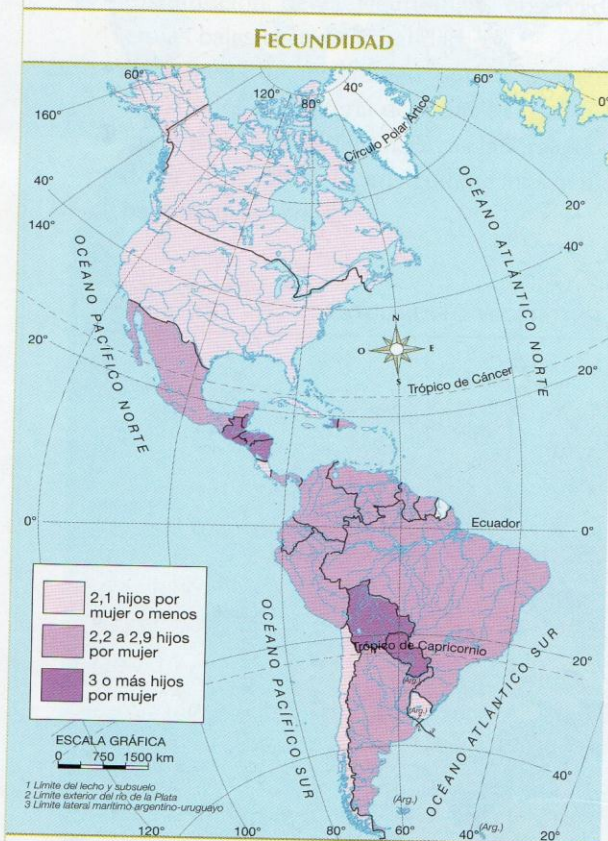 FECUNDIDAD
60°
120°
80°
40°
60°
0°
160°
Círculo Polar Ártico
40°
20°
140°
40°
OCÉANO ATLÁNTICO NORTE
OCÉANO PACÍFICO NORTE
N
O
E
S
20°
20°
Trópico de Cáncer
0°
Ecuador
0°
2,1 hijos por
mujer o menos
2,2 a 2,9 hijos
por mujer
3 o más hijos
por mujer
Trópico de Capricornio
20°
(Arg.)
(Arg.)
OCÉANO PACÍFICO SUR
OCÉANO ATLÁNTICO SUR
ESCALA GRÁFICA
0 750 1500 km
40°
1 Límite del lecho y subsuelo
2 Límite exterior del río de la Plata
3 Límite lateral marítimo argentino-uruguayo
(Arg.)
(Arg.)
120°
100°
80°
60°
40°
20°